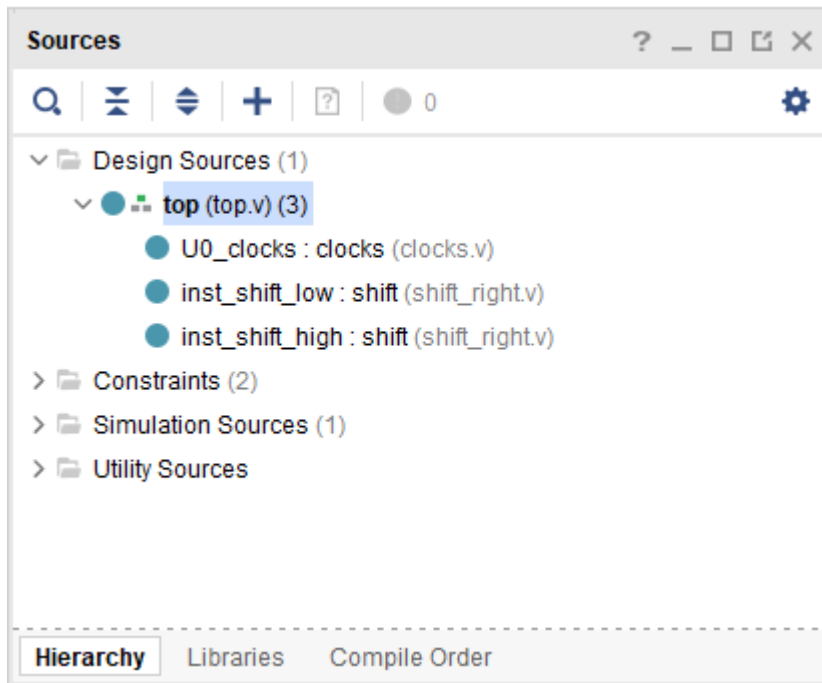 Sources
0
Design Sources (1)
top (top.v) (3)
U0_clocks : clocks (clocks.v)
inst_shift_low : shift (shift_right.v)
inst_shift_high : shift (shift_right.v)
Constraints (2)
Simulation Sources (1)
Utility Sources
Hierarchy Libraries Compile Order